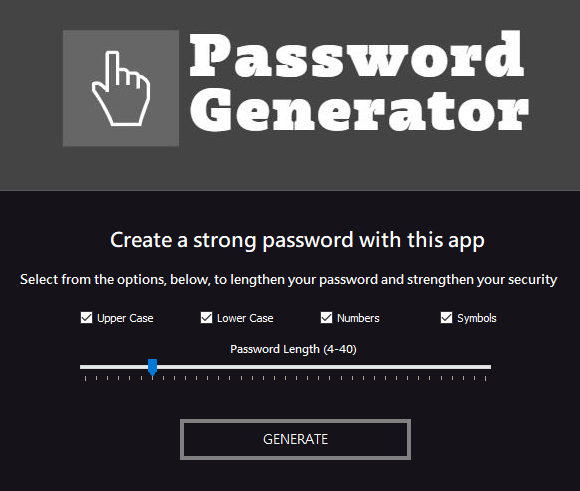 Password
Generator
Create a strong password with this app
Select from the options, below, to lengthen your password and strengthen your security
Upper Case Lower Case Numbers Symbols
Password Length (4-40)
GENERATE